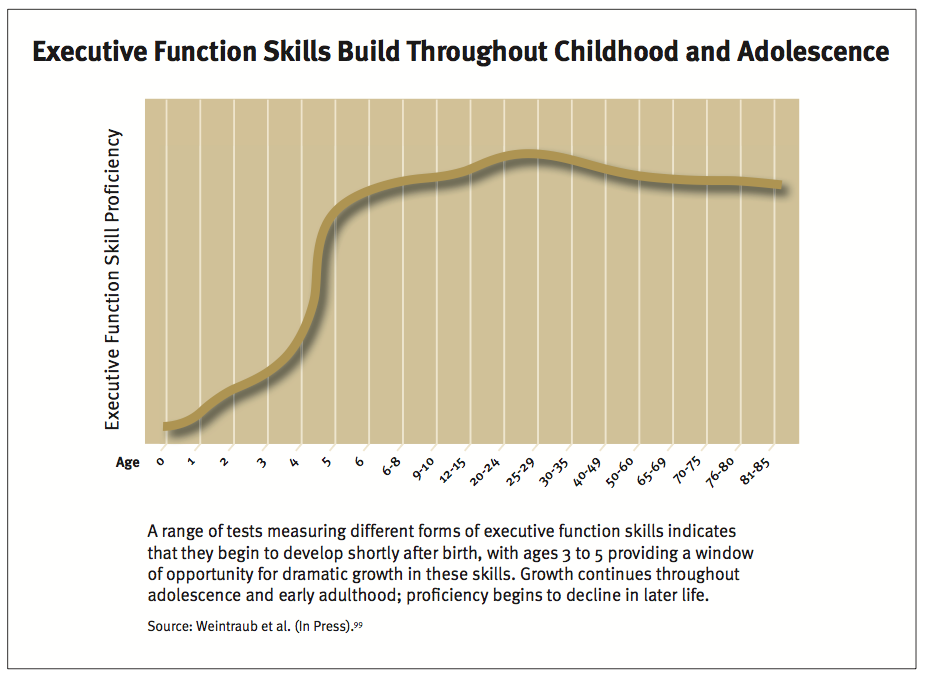 Executive Function Skills Build Throughout Childhood and Adolescence
Executive Function Skill Proficiency
Age 0 1 2 3 4 5 6 6-8 9-10 12-15 20-24 25-29 30-35 40-49 50-60 65-69 70-75 76-80 81-85
A range of tests measuring different forms of executive function skills indicates
that they begin to develop shortly after birth, with ages 3 to 5 providing a window
of opportunity for dramatic growth in these skills. Growth continues throughout
adolescence and early adulthood; proficiency begins to decline in later life.
Source: Weintraub et al. (In Press).⁹⁹